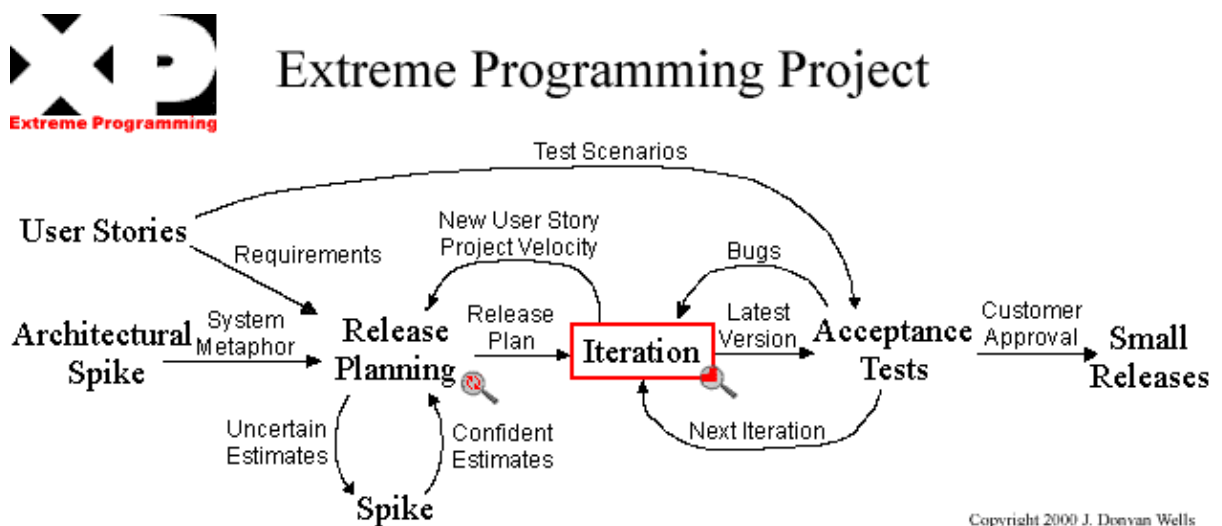 XP
Extreme Programming
Extreme Programming Project
Test Scenarios
User Stories
Requirements
New User Story
Project Velocity
Bugs
Architectural
Spike
System
Metaphor
Release
Planning
Release
Plan
Iteration
Latest
Version
Acceptance
Tests
Customer
Approval
Small
Releases
Uncertain
Estimates
Confident
Estimates
Next Iteration
Spike
Copyright 2000 J. Donvan Wells